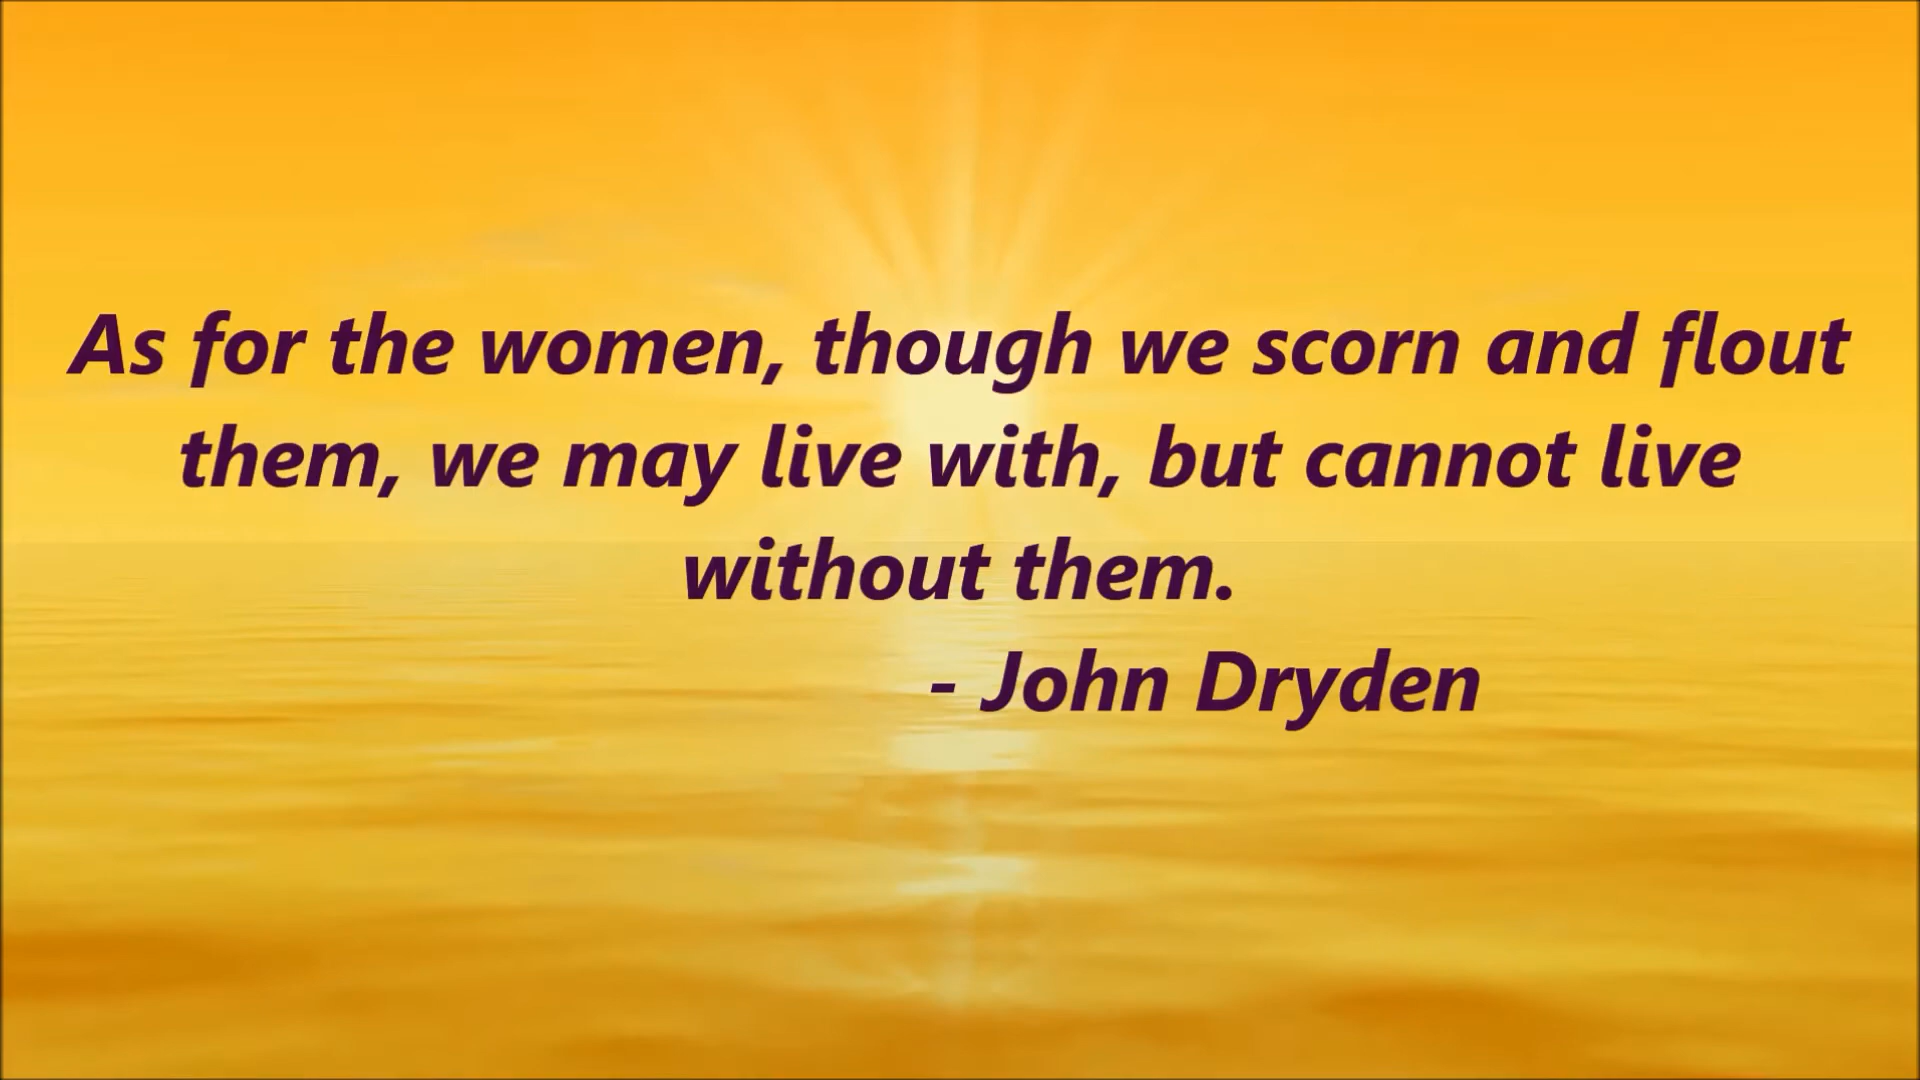 As for the women, though we scorn and flout
them, we may live with, but cannot live
without them.
- John Dryden